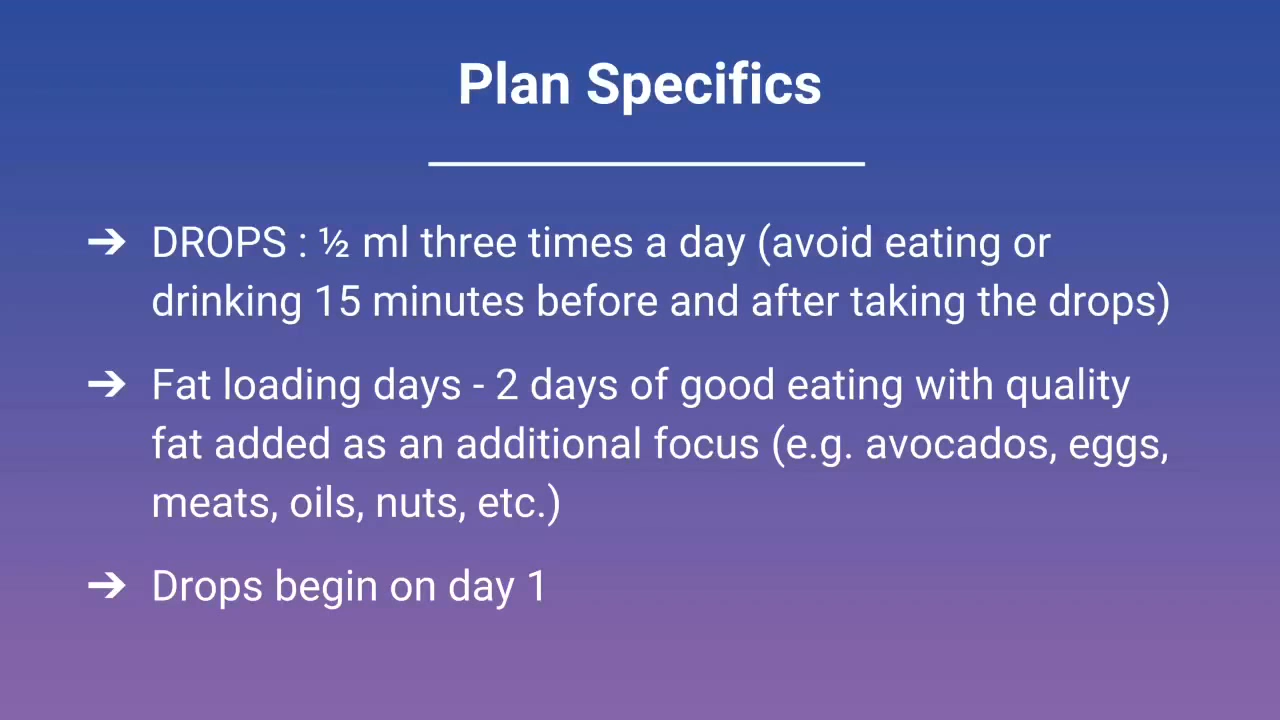 Plan Specifics
➔ DROPS : ½ ml three times a day (avoid eating or
drinking 15 minutes before and after taking the drops)
➔ Fat loading days - 2 days of good eating with quality
fat added as an additional focus (e.g. avocados, eggs,
meats, oils, nuts, etc.)
➔ Drops begin on day 1